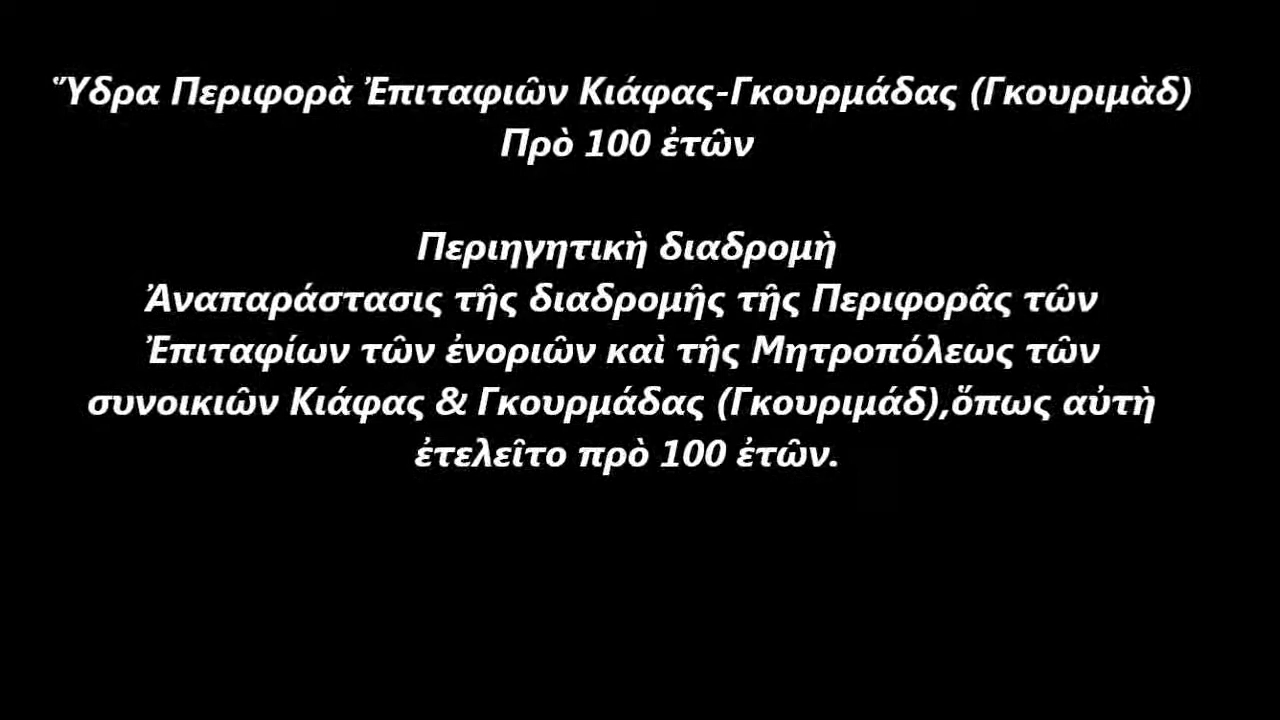 Ὕδρα Περιφορὰ Ἐπιταφιῶν Κιάφας-Γκουρμάδας (Γκουριμὰδ)
Πρὸ 100 ἐτῶν
Περιηγητικὴ διαδρομὴ
Ἀναπαράστασις τῆς διαδρομῆς τῆς Περιφορᾶς τῶν
Ἐπιταφίων τῶν ἐνοριῶν καὶ τῆς Μητροπόλεως τῶν
συνοικιῶν Κιάφας & Γκουρμάδας (Γκουριμάδ),ὅπως αὐτὴ
ἐτελεῖτο πρὸ 100 ἐτῶν.